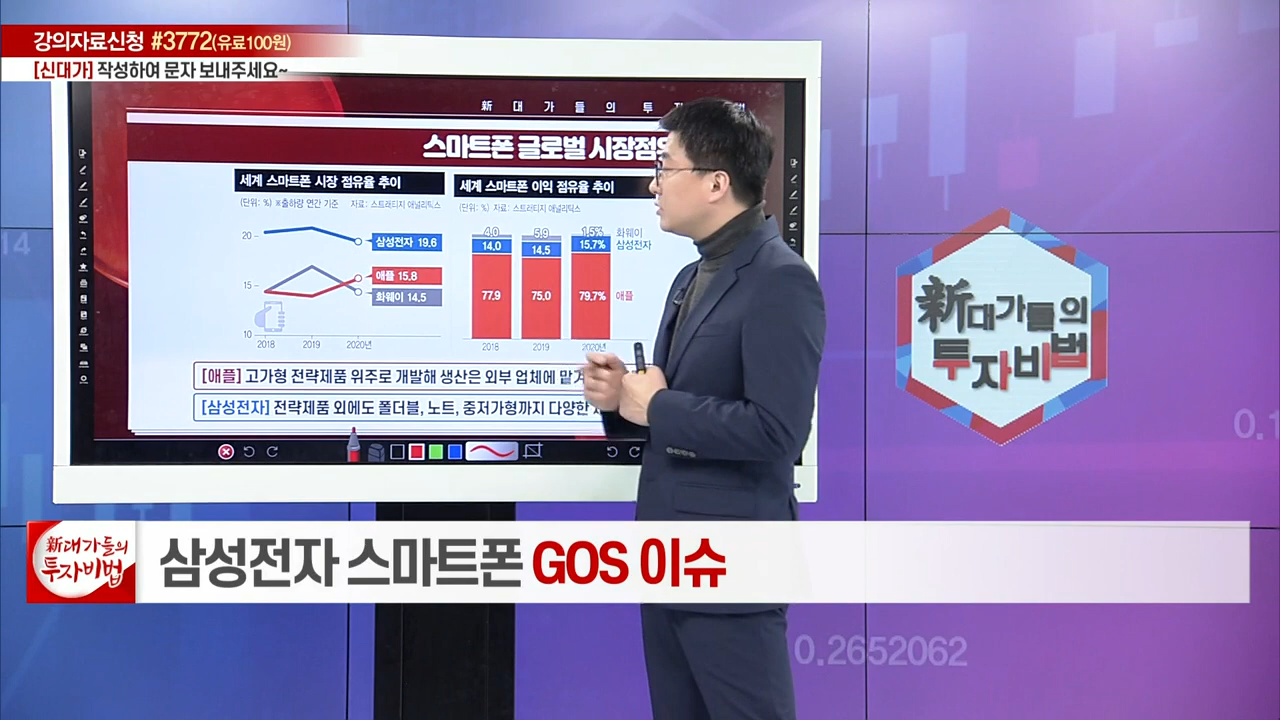 강의자료신청 #3772(유료100원)
[신대가] 작성하여 문자 보내주세요~
新 대 가 들 의 투
스마트폰 글로벌 시장점유
세계 스마트폰 시장 점유율 추이
(단위: %) ※출하량 연간 기준 자료: 스트래티지 애널리틱스
20
15
10
삼성전자 19.6
애플 15.8
화웨이 14.5
2018 2019 2020년
세계 스마트폰 이익 점유율 추이
(단위: %) 자료: 스트래티지 애널리틱스
4.0 5.9 1.5% 화웨이
14.0 14.5 15.7% 삼성전자
77.9 75.0 79.7% 애플
2018 2019 2020년
[애플] 고가형 전략제품 위주로 개발해 생산은 외부 업체에 맡겨
[삼성전자] 전략제품 외에도 폴더블, 노트, 중저가형까지 다양한
新대가들의
투자비법
14
0.1
新대가들의
투자비법
삼성전자 스마트폰 GOS 이슈
0.2652062